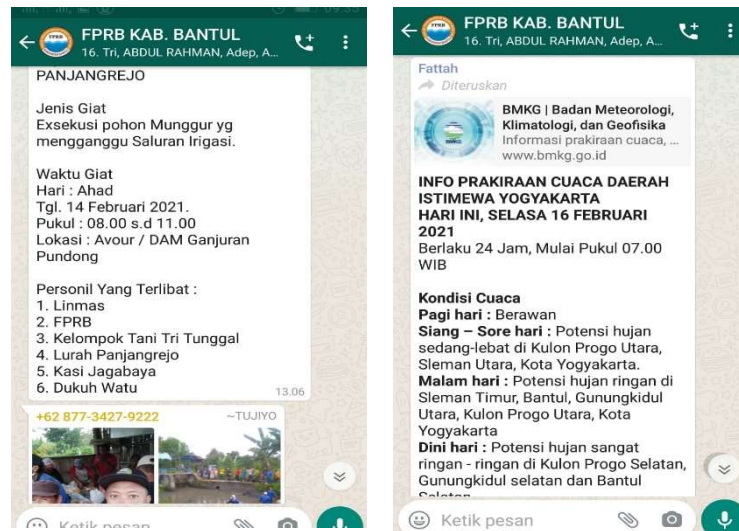 09.35
FPRB KAB. BANTUL
16. Tri, ABDUL RAHMAN, Adep, A...
PANJANGREJO
Jenis Giat
Exsekusi pohon Munggur yg
mengganggu Saluran Irigasi.
Waktu Giat
Hari : Ahad
Tgl. 14 Februari 2021.
Pukul : 08.00 s.d 11.00
Lokasi : Avour / DAM Ganjuran
Pundong
Personil Yang Terlibat :
1. Linmas
2. FPRB
3. Kelompok Tani Tri Tunggal
4. Lurah Panjangrejo
5. Kasi Jagabaya
6. Dukuh Watu
13.06
+62 877-3427-9222 ~TUJIYO
Ketik pesan
FPRB KAB. BANTUL
16. Tri, ABDUL RAHMAN, Adep, A...
Fattah
Diteruskan
BMKG | Badan Meteorologi,
Klimatologi, dan Geofisika
Informasi prakiraan cuaca, ...
www.bmkg.go.id
INFO PRAKIRAAN CUACA DAERAH
ISTIMEWA YOGYAKARTA
HARI INI, SELASA 16 FEBRUARI
2021
Berlaku 24 Jam, Mulai Pukul 07.00
WIB
Kondisi Cuaca
Pagi hari : Berawan
Siang – Sore hari : Potensi hujan
sedang-lebat di Kulon Progo Utara,
Sleman Utara, Kota Yogyakarta.
Malam hari : Potensi hujan ringan di
Sleman Timur, Bantul, Gunungkidul
Utara, Kulon Progo Utara, Kota
Yogyakarta
Dini hari : Potensi hujan sangat
ringan - ringan di Kulon Progo Selatan,
Gunungkidul selatan dan Bantul
Selatan
Ketik pesan